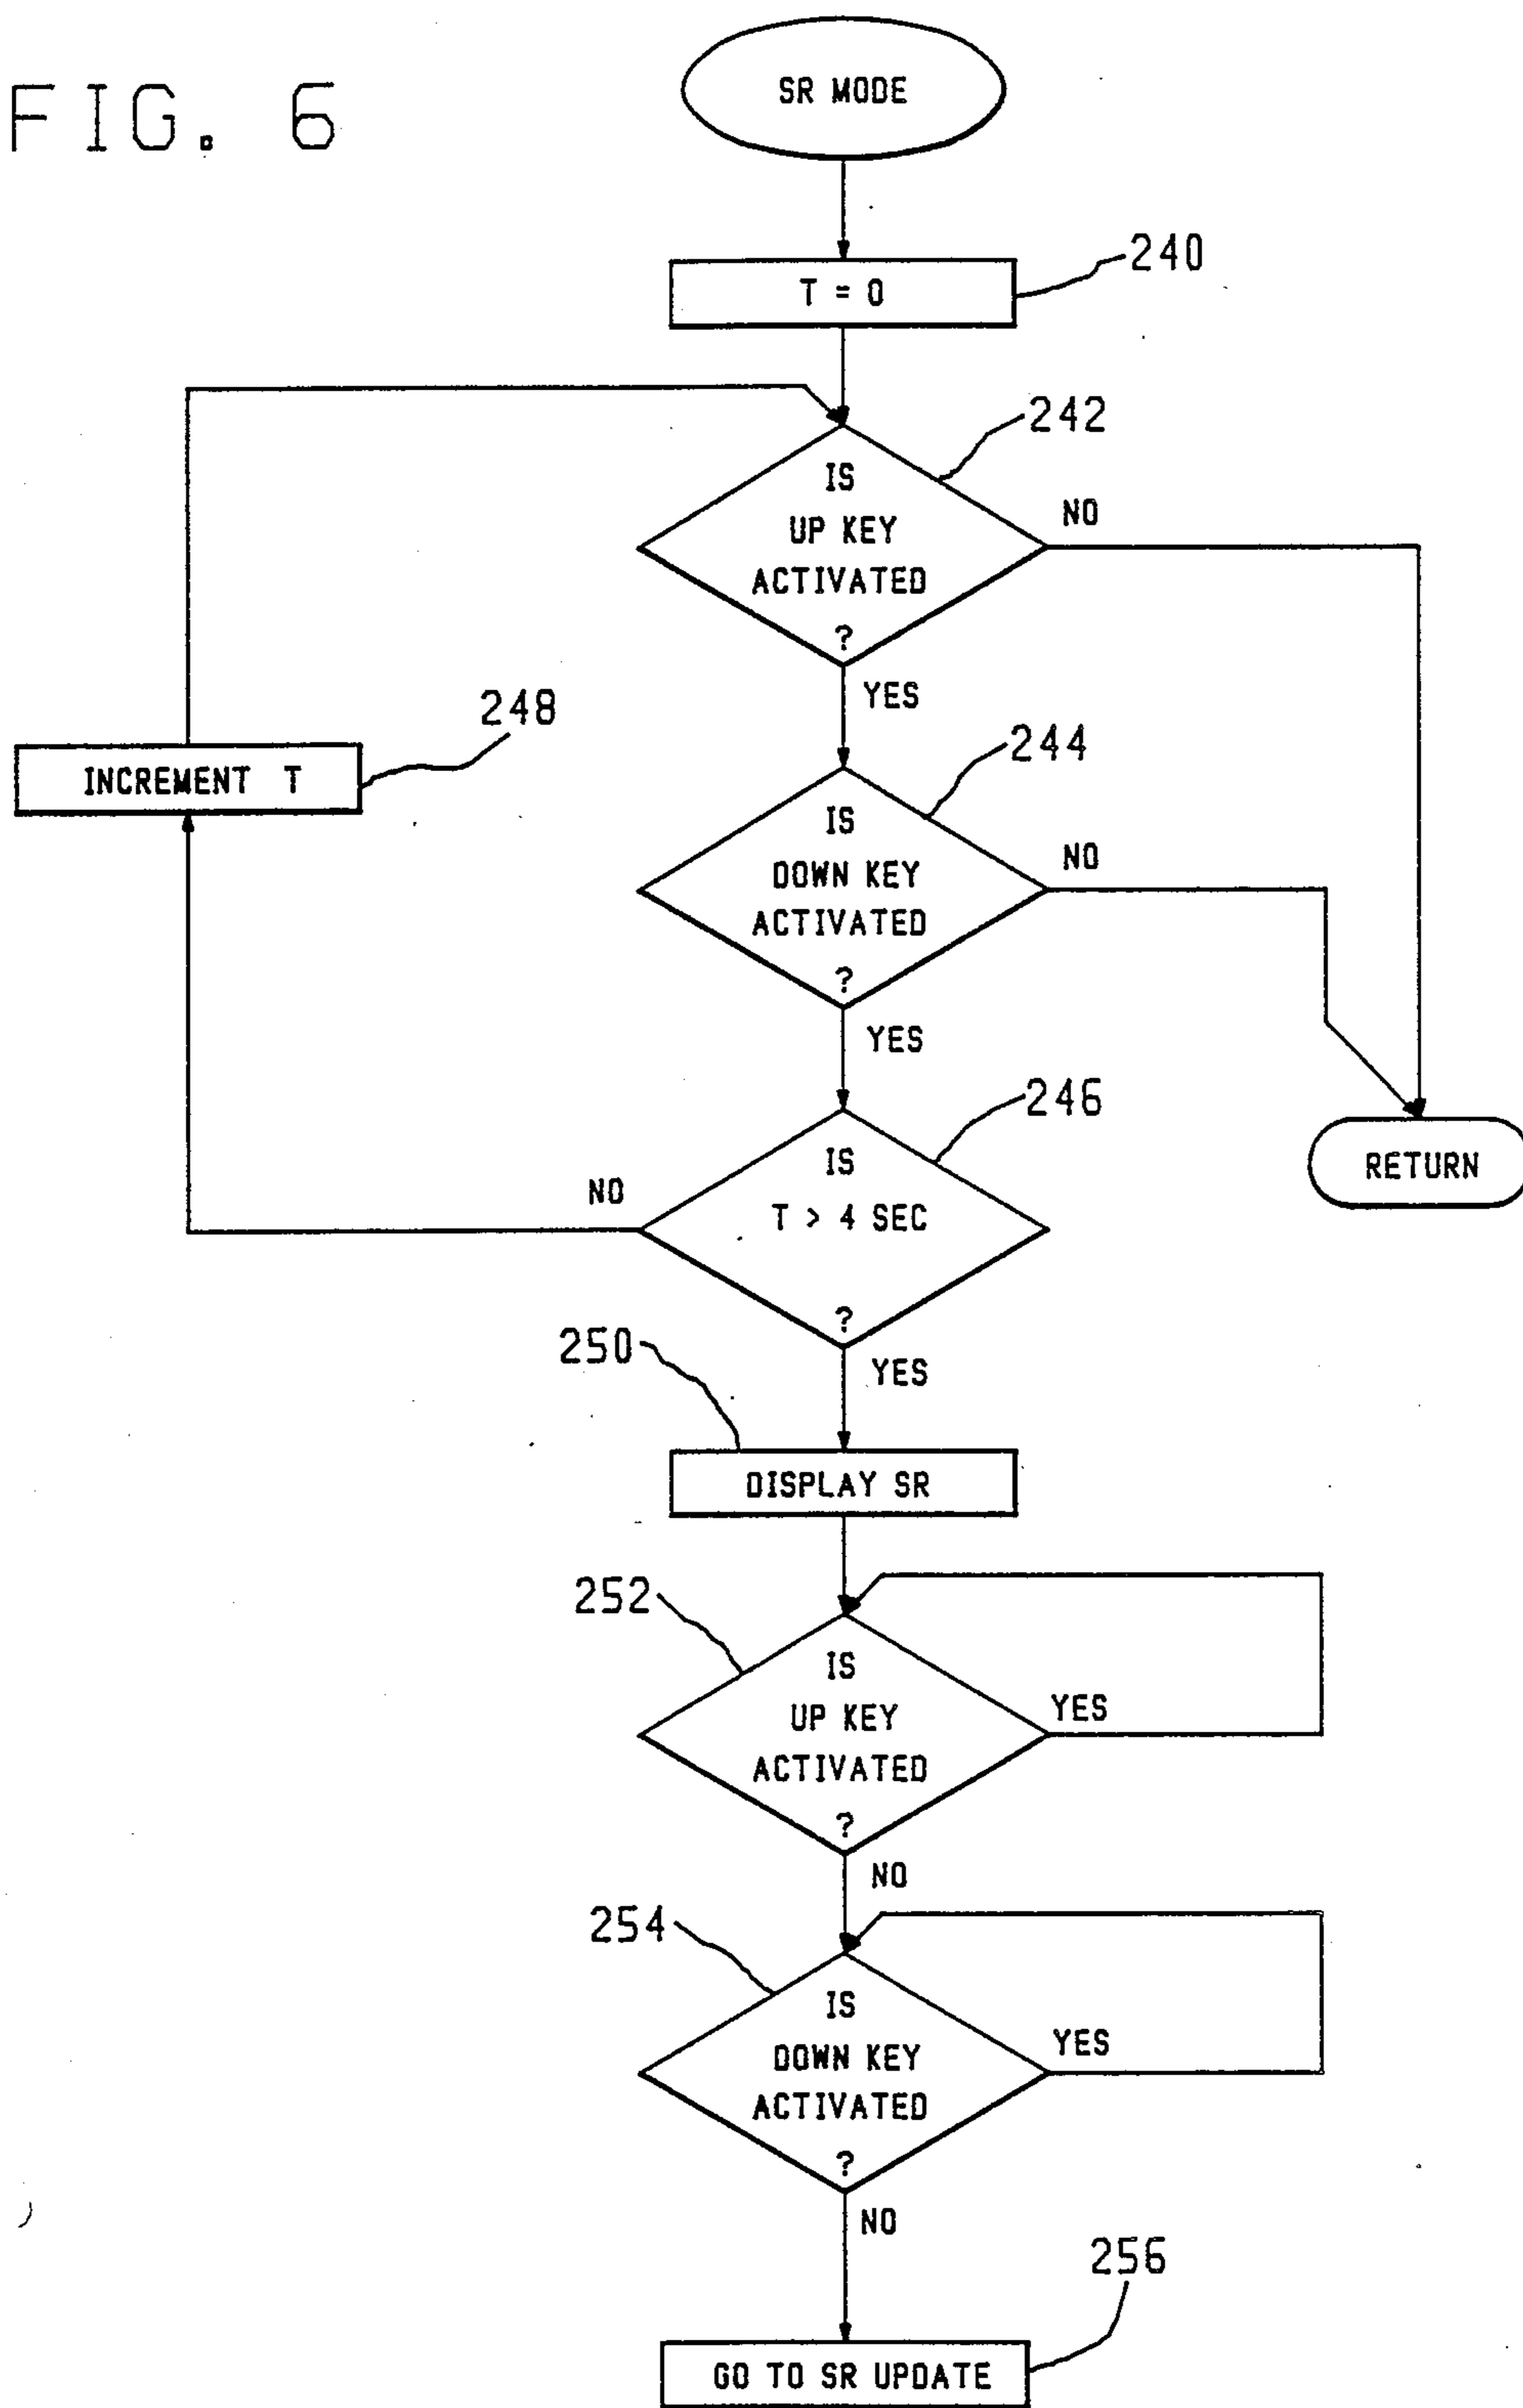 FIG. 6
SR MODE
240
T = 0
242
IS
UP KEY
ACTIVATED
?
NO
YES
248
INCREMENT T
244
IS
DOWN KEY
ACTIVATED
?
NO
YES
246
IS
T > 4 SEC
?
NO
RETURN
YES
250
DISPLAY SR
252
IS
UP KEY
ACTIVATED
?
YES
NO
254
IS
DOWN KEY
ACTIVATED
?
YES
NO
256
GO TO SR UPDATE